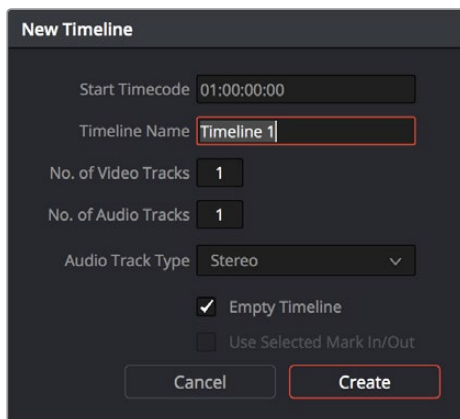 New Timeline
Start Timecode 01:00:00:00
Timeline Name Timeline 1
No. of Video Tracks 1
No. of Audio Tracks 1
Audio Track Type Stereo
Empty Timeline
Use Selected Mark In/Out
Cancel Create